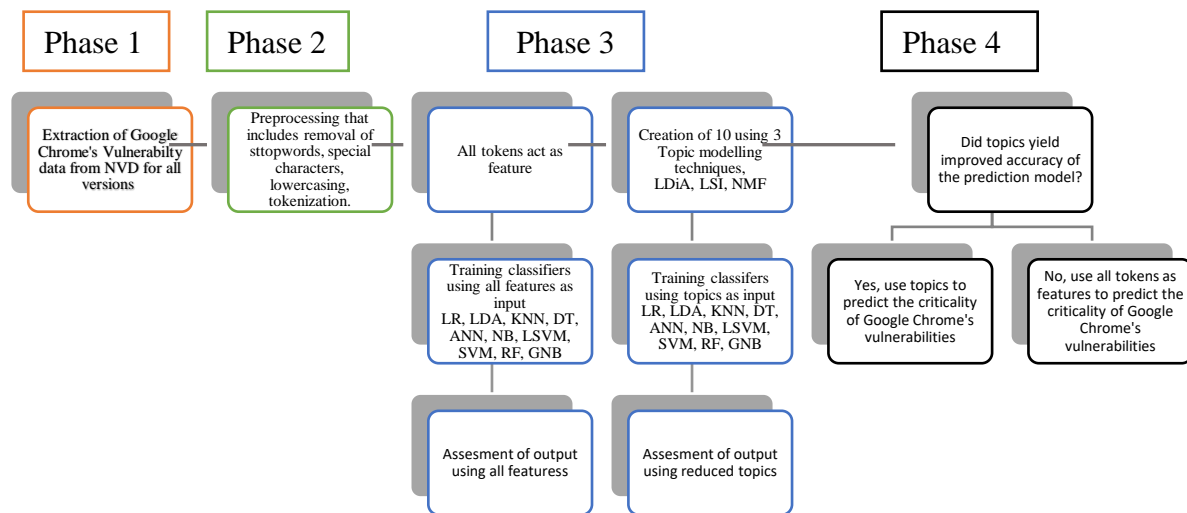 Phase 1
Phase 2
Phase 3
Phase 4
Extraction of Google
Chrome's Vulnerabilty
data from NVD for all
versions
Preprocessing that
includes removal of
sttopwords, special
characters,
lowercasing,
tokenization.
All tokens act as
feature
Creation of 10 using 3
Topic modelling
techniques,
LDiA, LSI, NMF
Did topics yield
improved accuracy of
the prediction model?
Training classifiers
using all features as
input
LR, LDA, KNN, DT,
ANN, NB, LSVM,
SVM, RF, GNB
Training classifers
using topics as input
LR, LDA, KNN, DT,
ANN, NB, LSVM,
SVM, RF, GNB
Yes, use topics to
predict the criticality
of Google Chrome's
vulnerabilities
No, use all tokens as
features to predict the
criticality of Google
Chrome's
vulnerabilities
Assesment of output
using all featuress
Assesment of output
using reduced topics